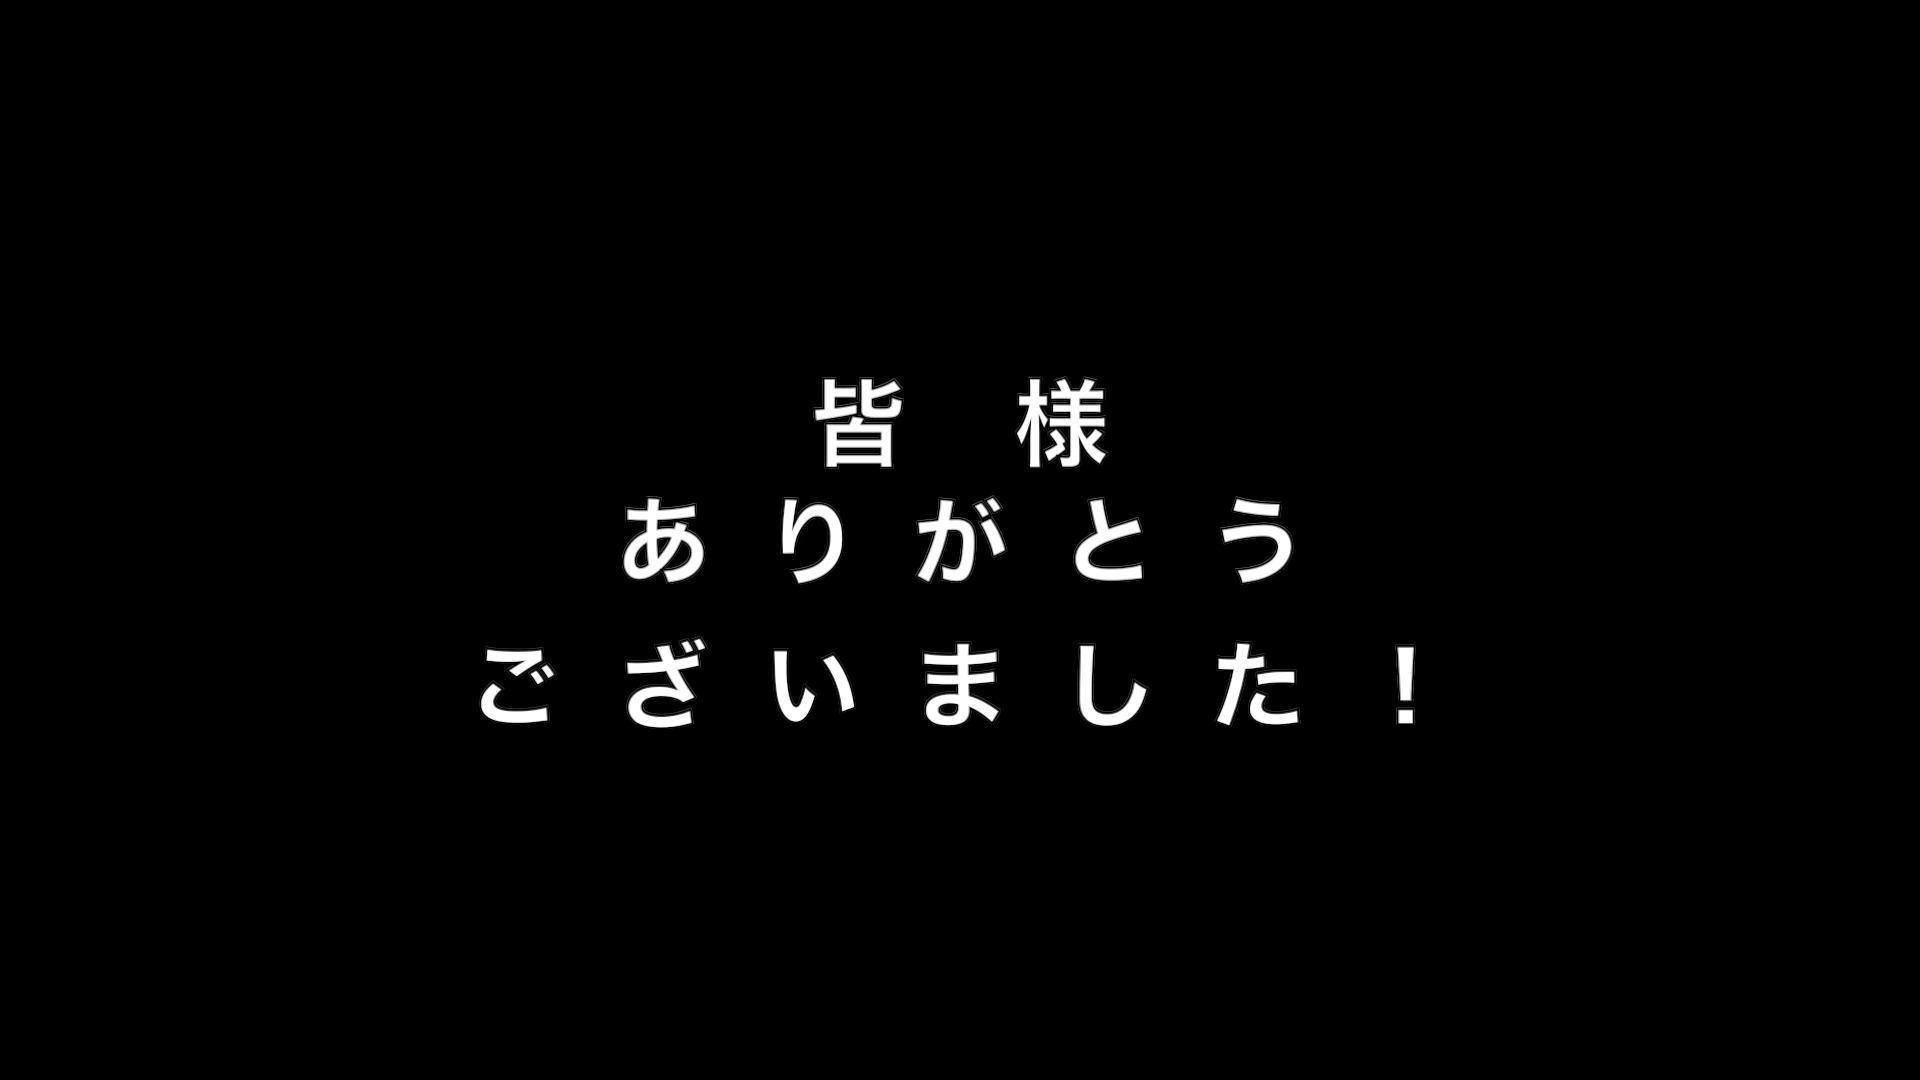 皆　様
ありがとう
ございました！